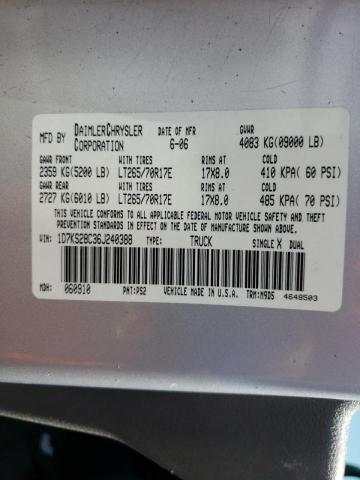 MFD BY DAIMLERCHRYSLER CORPORATION DATE OF MFR 6-06 GVWR 4083 KG(09000 LB)
GAWR FRONT WITH TIRES RIMS AT COLD
2359 KG(5200 LB) LT265/70R17E 17X8.0 410 KPA( 60 PSI)
GAWR REAR WITH TIRES RIMS AT COLD
2727 KG(6010 LB) LT265/70R17E 17X8.0 485 KPA( 70 PSI)
THIS VEHICLE CONFORMS TO ALL APPLICABLE FEDERAL MOTOR VEHICLE SAFETY AND
THEFT PREVENTION STANDARDS IN EFFECT ON THE DATE OF MANUFACTURE SHOWN ABOVE.
VIN: 1D7KS28C36J240388 TYPE: TRUCK SINGLE X DUAL
MDH: 060910 PNT: PS2 VEHICLE MADE IN U.S.A. TRM: M9D5 4648503